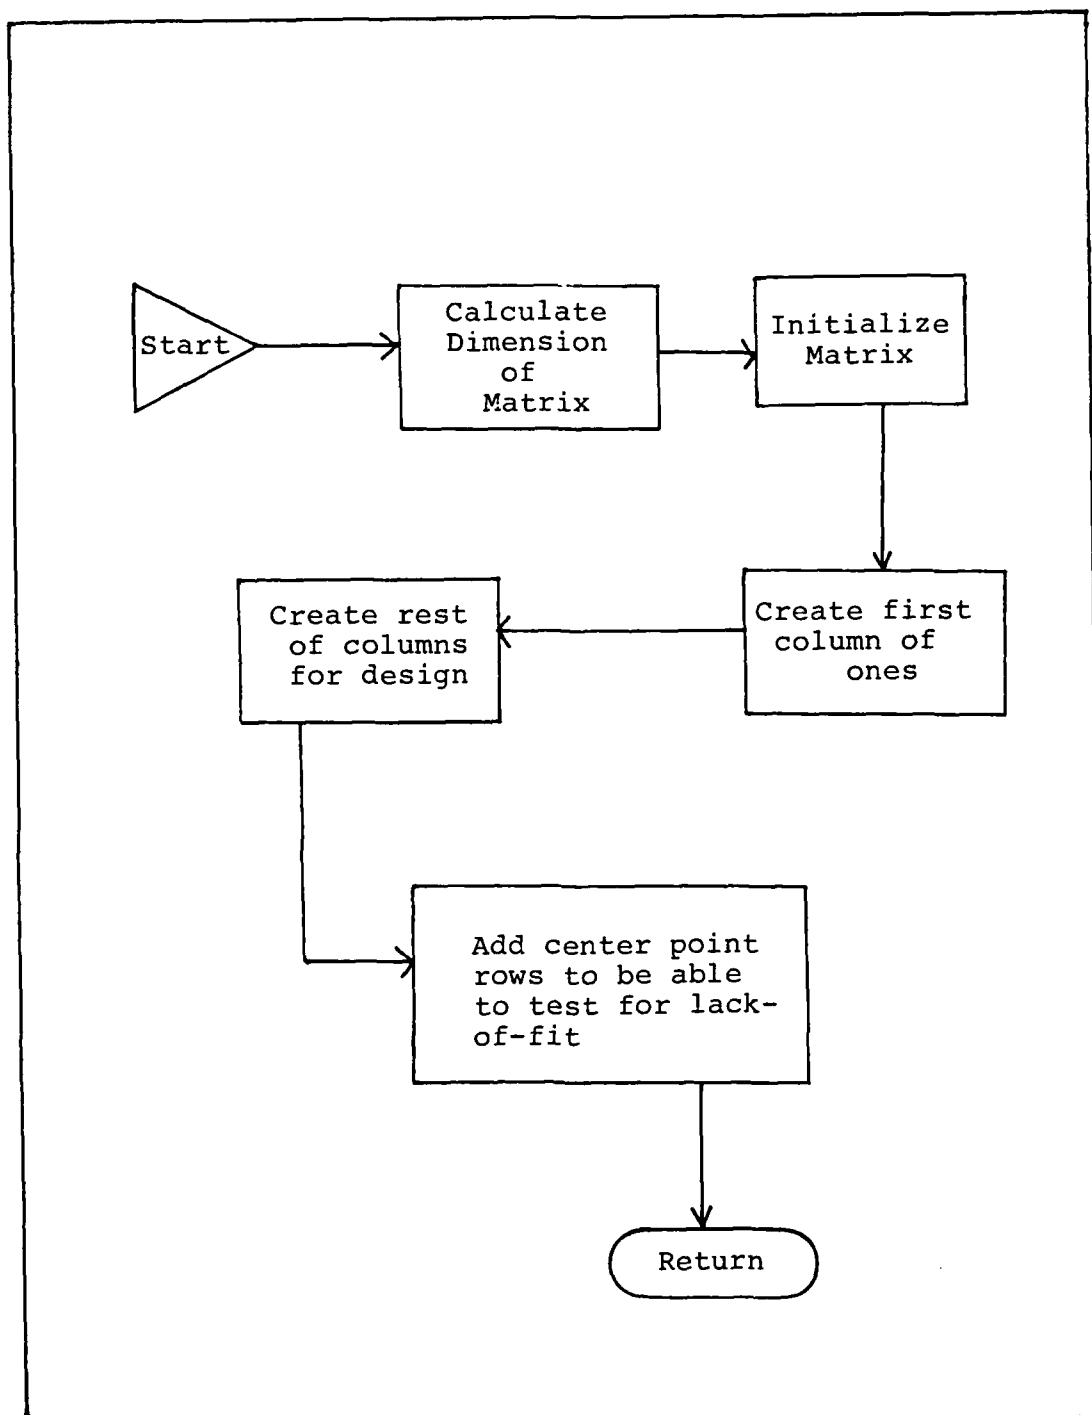 Start
Calculate
Dimension
of
Matrix
Initialize
Matrix
Create first
column of
ones
Create rest
of columns
for design
Add center point
rows to be able
to test for lack-
of-fit
Return